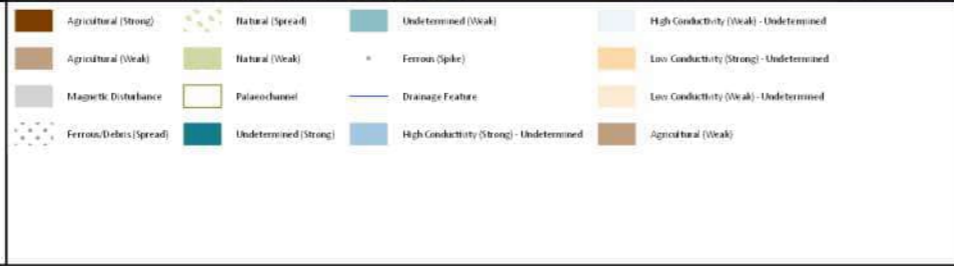 Agricultural (Strong)
Natural (Spread)
Undetermined (Weak)
High Conductivity (Weak) - Undetermined
Agricultural (Weak)
Natural (Weak)
Ferrous (Spike)
Low Conductivity (Strong) - Undetermined
Magnetic Disturbance
Palaeochannel
Drainage Feature
Low Conductivity (Weak) - Undetermined
Ferrous/Debris (Spread)
Undetermined (Strong)
High Conductivity (Strong) - Undetermined
Agricultural (Weak)